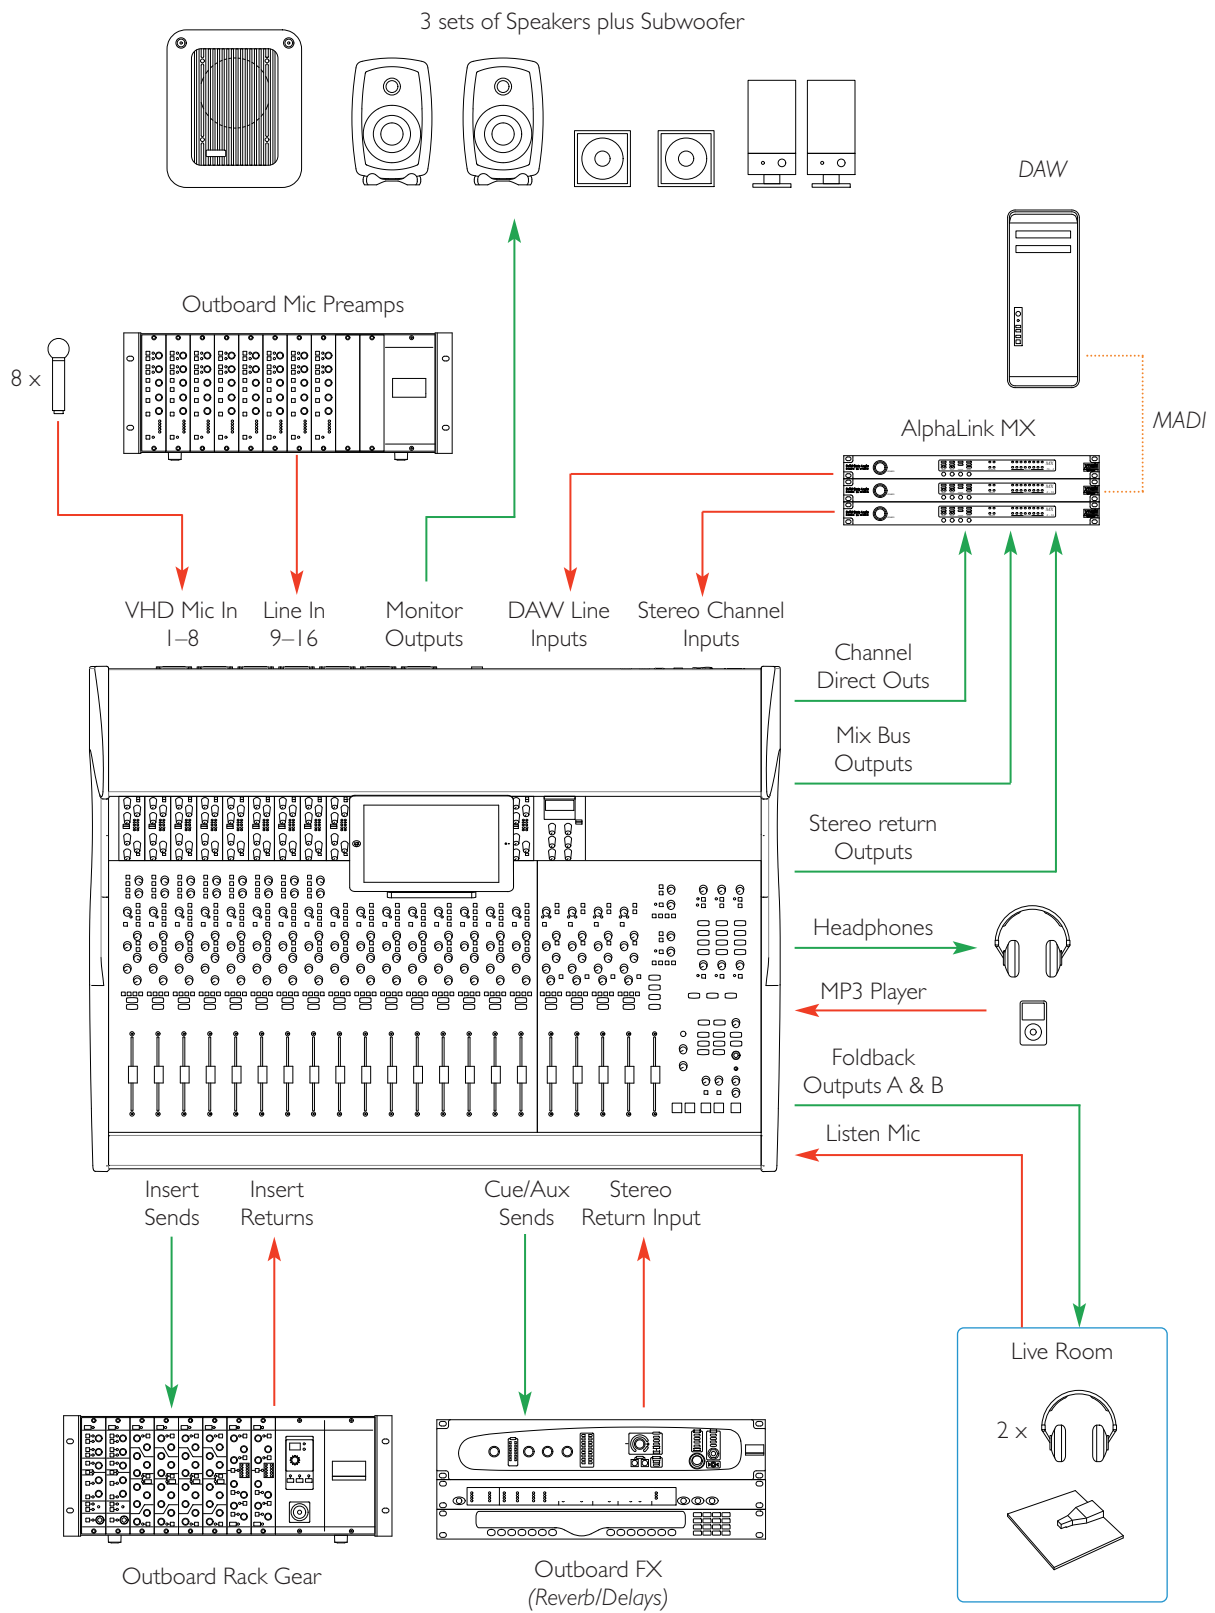 3 sets of Speakers plus Subwoofer
DAW
Outboard Mic Preamps
8 x
MADI
AlphaLink MX
VHD Mic In
1–8
Line In
9–16
Monitor
Outputs
DAW Line
Inputs
Stereo Channel
Inputs
Channel
Direct Outs
Mix Bus
Outputs
Stereo return
Outputs
Headphones
MP3 Player
Foldback
Outputs A & B
Listen Mic
Insert
Sends
Insert
Returns
Cue/Aux
Sends
Stereo
Return Input
Live Room
2 x
Outboard Rack Gear
Outboard FX
(Reverb/Delays)